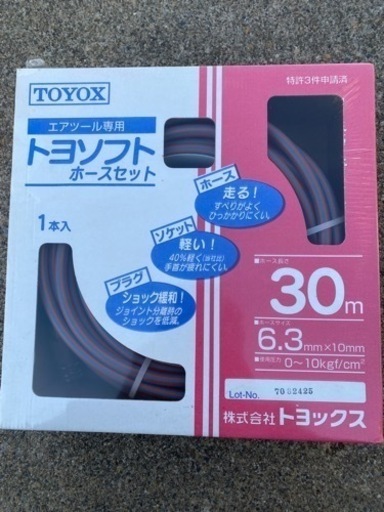 TOYOX
特許3件申請済
エアツール専用
トヨソフト
ホースセット
1本入
ホース
走る!
すべりがよく
ひっかかりにくい。
ソケット
軽い!
40%軽く(当社比)
手首が疲れにくい。
プラグ
ショック緩和!
ジョイント分離時の
ショックを低減。
ホース長さ
30m
ホースサイズ
6.3mm×10mm
使用圧力
0〜10kgf/cm²
Lot-No. 7082425
株式会社トヨックス